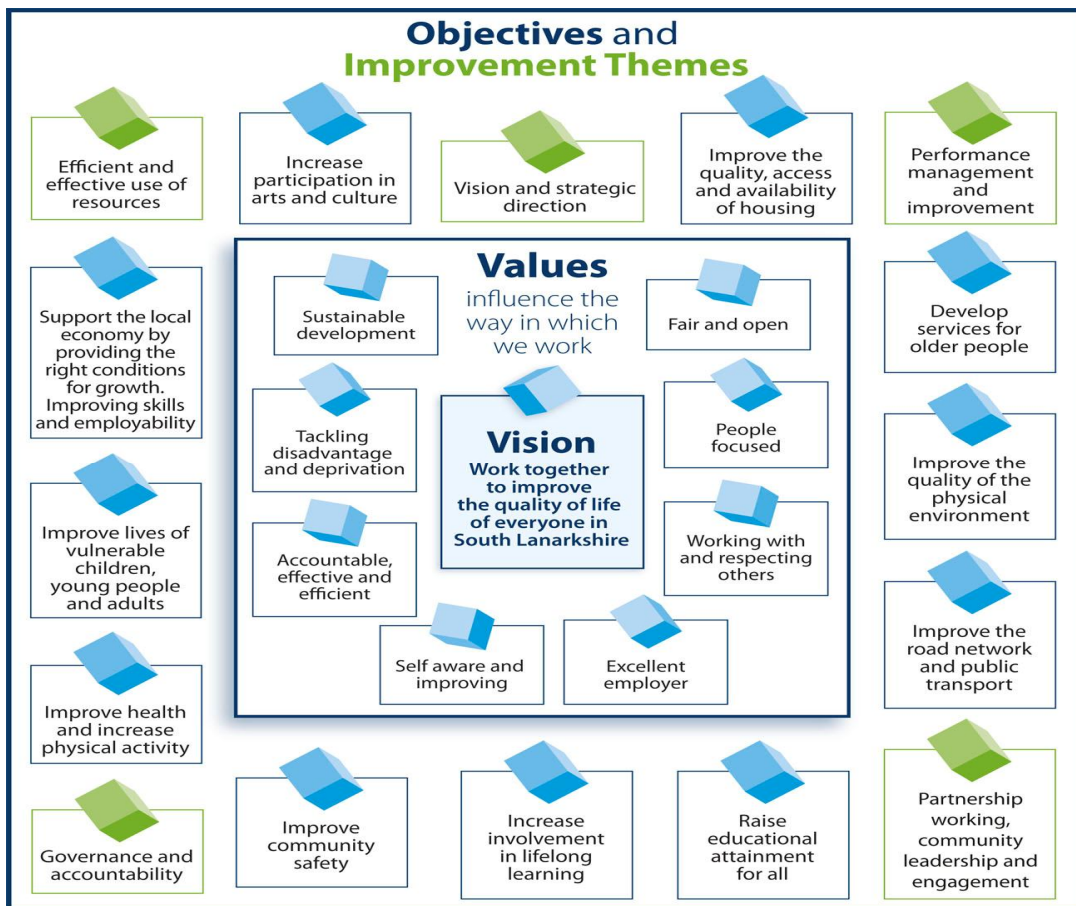 Objectives and
Improvement Themes
Efficient and
effective use of
resources
Increase
participation in
arts and culture
Vision and strategic
direction
Improve the
quality, access
and availability
of housing
Performance
management
and
improvement
Support the local
economy by
providing the
right conditions
for growth.
Improving skills
and employability
Improve lives of
vulnerable
children,
young people
and adults
Improve health
and increase
physical activity
Values
influence the
way in which
we work
Sustainable
development
Fair and open
Tackling
disadvantage
and deprivation
People
focused
Vision
Work together
to improve
the quality of life
of everyone in
South Lanarkshire
Accountable,
effective and
efficient
Working with
and respecting
others
Self aware and
improving
Excellent
employer
Develop
services for
older people
Improve the
quality of the
physical
environment
Improve the
road network
and public
transport
Governance and
accountability
Improve
community
safety
Increase
involvement
in lifelong
learning
Raise
educational
attainment
for all
Partnership
working,
community
leadership and
engagement